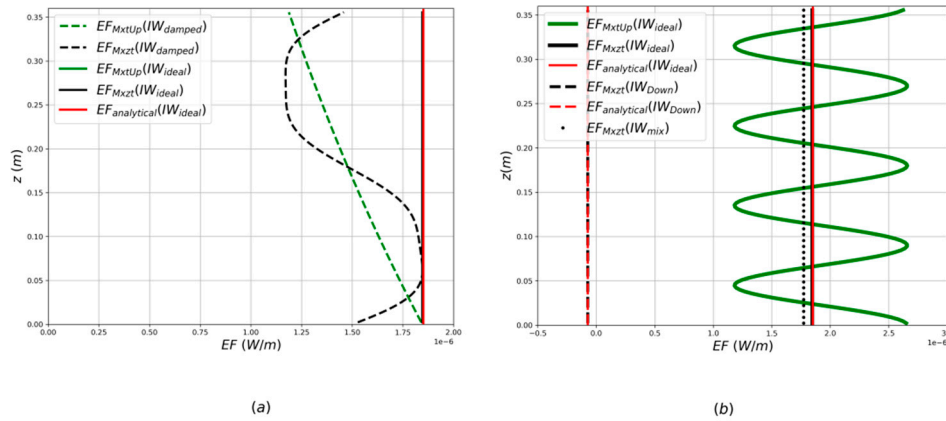 EF_MxtUp(IW_damped)
EF_Mxzt(IW_damped)
EF_MxtUp(IW_ideal)
EF_Mxzt(IW_ideal)
EF_analytical(IW_ideal)
z (m)
0.35
0.30
0.25
0.20
0.15
0.10
0.05
0.00
0.00 0.25 0.50 0.75 1.00 1.25 1.50 1.75 2.00
1e−6
EF (W/m)
(a)
EF_MxtUp(IW_ideal)
EF_Mxzt(IW_ideal)
EF_analytical(IW_ideal)
EF_Mxzt(IW_Down)
EF_analytical(IW_Down)
EF_Mxzt(IW_mix)
z(m)
0.35
0.30
0.25
0.20
0.15
0.10
0.05
0.00
−0.5 0.0 0.5 1.0 1.5 2.0 2.5
1e−6
EF (W/m)
(b)